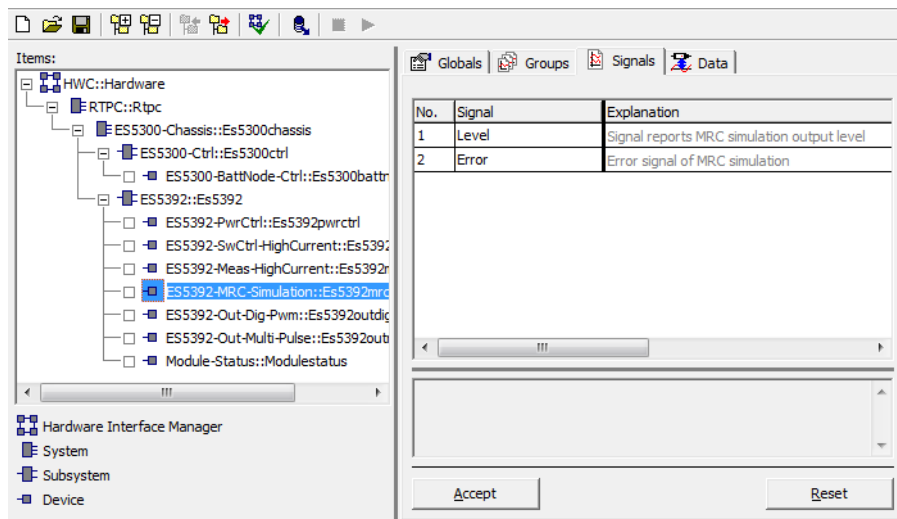 Items:
HWC::Hardware
RTPC::Rtpc
ES5300-Chassis::Es5300chassis
ES5300-Ctrl::Es5300ctrl
ES5300-BattNode-Ctrl::Es5300battn
ES5392::Es5392
ES5392-PwrCtrl::Es5392pwrctrl
ES5392-SwCtrl-HighCurrent::Es5392
ES5392-Meas-HighCurrent::Es5392m
ES5392-MRC-Simulation::Es5392mrc
ES5392-Out-Dig-Pwm::Es5392outdig
ES5392-Out-Multi-Pulse::Es5392outm
Module-Status::Modulestatus
Hardware Interface Manager
System
Subsystem
Device
Globals Groups Signals Data
No. Signal Explanation
1 Level Signal reports MRC simulation output level
2 Error Error signal of MRC simulation
Accept Reset